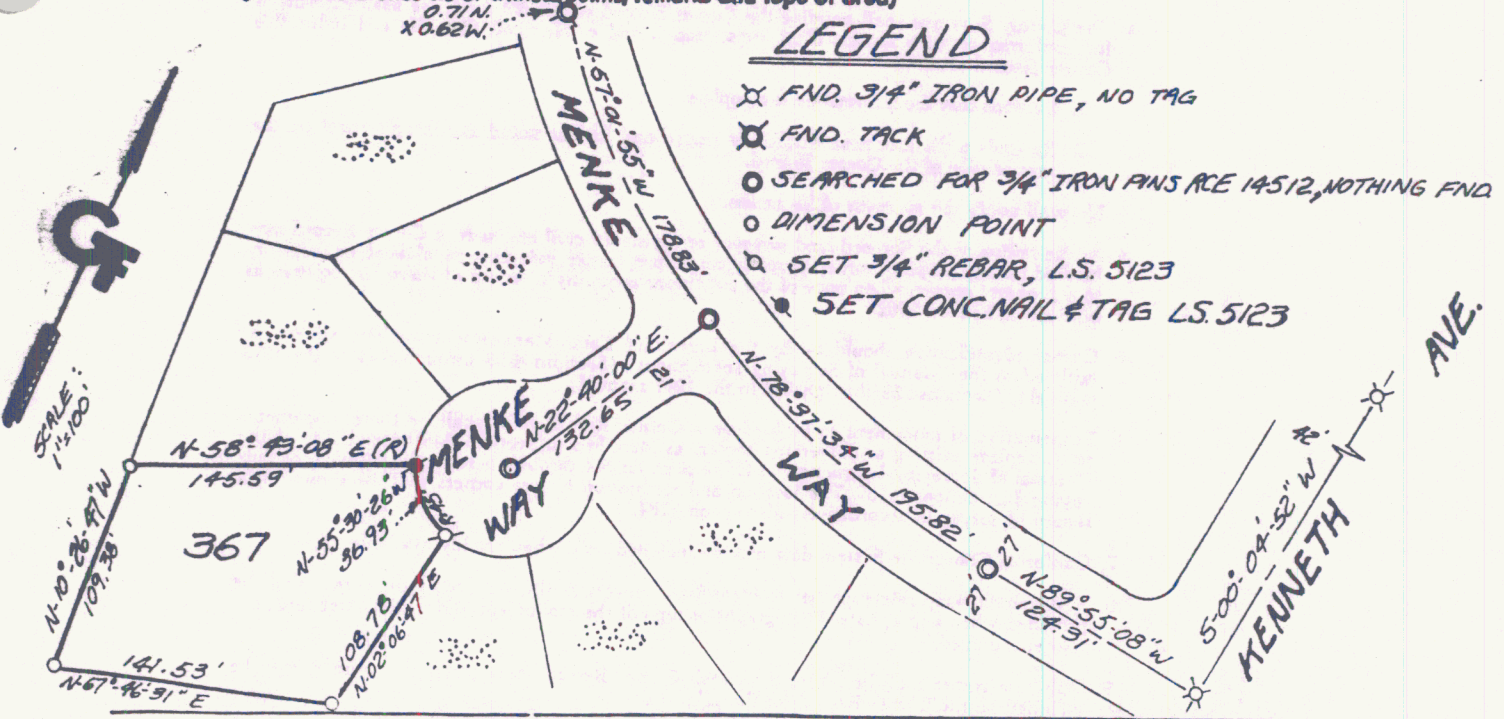 0.71 N.
X 0.62 W.
LEGEND
FND. 3/4" IRON PIPE, NO TAG
FND. TACK
SEARCHED FOR 3/4" IRON PINS RCE 14512, NOTHING FND.
DIMENSION POINT
SET 3/4" REBAR, L.S. 5123
SET CONC. NAIL & TAG L.S. 5123
SCALE:
1"=100'
MENKE
N-57°-01'-55" W 178.83'
MENKE
WAY
N-22°-40'-00" E.
132.65'
21'
N-78°-37'-34" W 195.82
WAY
27'
27'
N-89°-55'-08" W
124.31'
42'
S-00°-04'-52" W
KENNETH
AVE.
N-58°-43'-08" E (R)
145.59'
N-55°-30'-26" W
36.93'
367
N-10°-26'-47" W
109.38'
108.78'
N-02°-06'-47" E
141.53'
N-67°-46'-31" E